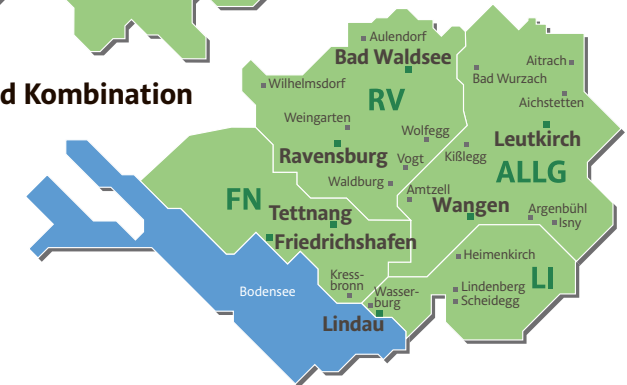 d Kombination
Aulendorf
Bad Waldsee
Aitrach
Bad Wurzach
Wilhelmsdorf
RV
Aichstetten
Weingarten
Wolfegg
Leutkirch
Ravensburg
Vogt
Kißlegg
ALLG
Waldburg
Amtzell
FN
Tettnang
Wangen
Argenbühl
Isny
Friedrichshafen
Heimenkirch
Kress-
bronn
LI
Bodensee
Wasser-
burg
Lindenberg
Scheidegg
Lindau